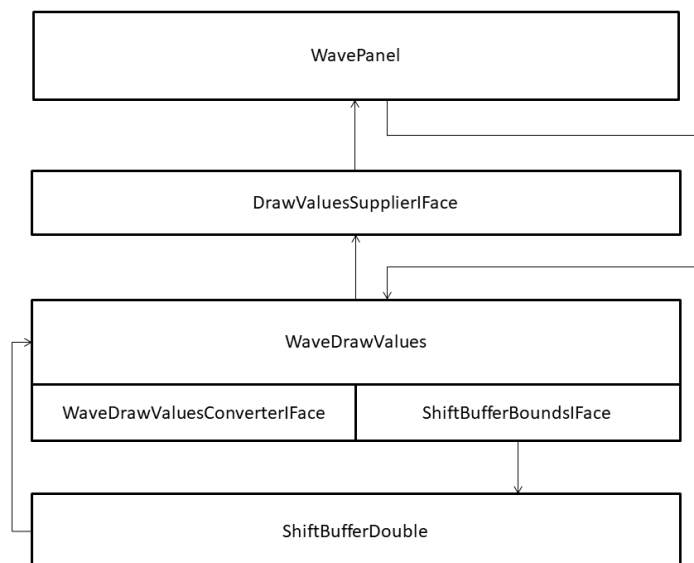 WavePanel
DrawValuesSupplierIFace
WaveDrawValues
WaveDrawValuesConverterIFace
ShiftBufferBoundsIFace
ShiftBufferDouble